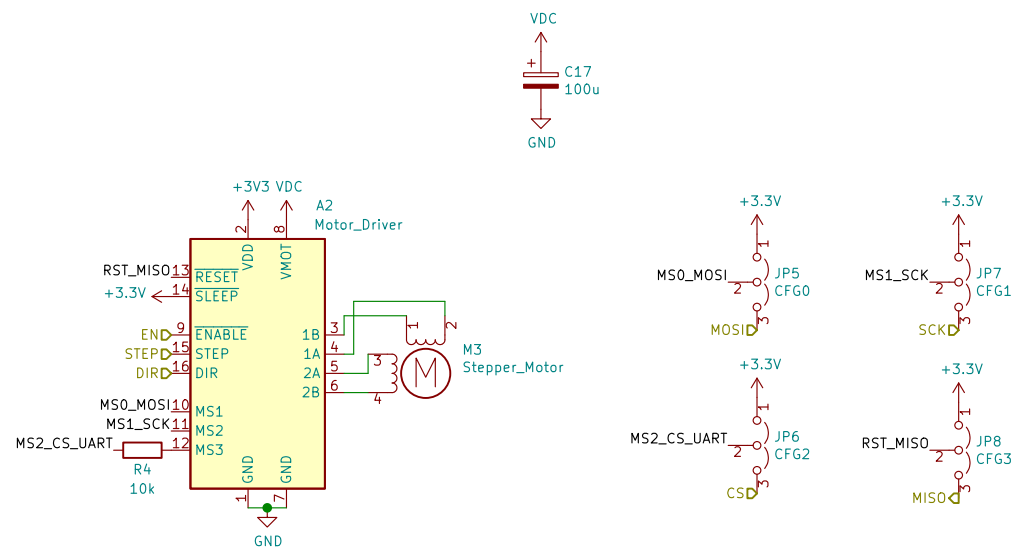 VDC
+
C17
100u
GND
+3V3 VDC
A2
Motor_Driver
2
8
VDD
VMOT
RST_MISO 13 RESET
+3.3V 14 SLEEP
EN 9 ENABLE
STEP 15 STEP
DIR 16 DIR
MS0_MOSI 10 MS1
MS1_SCK 11 MS2
MS2_CS_UART 12 MS3
R4
10k
1B 3
1A 4
2A 5
2B 6
1
2
3
4
M
M3
Stepper_Motor
GND
GND
1
7
GND
+3.3V
1
MS0_MOSI
2
JP5
CFG0
3
MOSI
+3.3V
1
MS1_SCK
2
JP7
CFG1
3
SCK
+3.3V
1
MS2_CS_UART
2
JP6
CFG2
3
CS
+3.3V
1
RST_MISO
2
JP8
CFG3
3
MISO